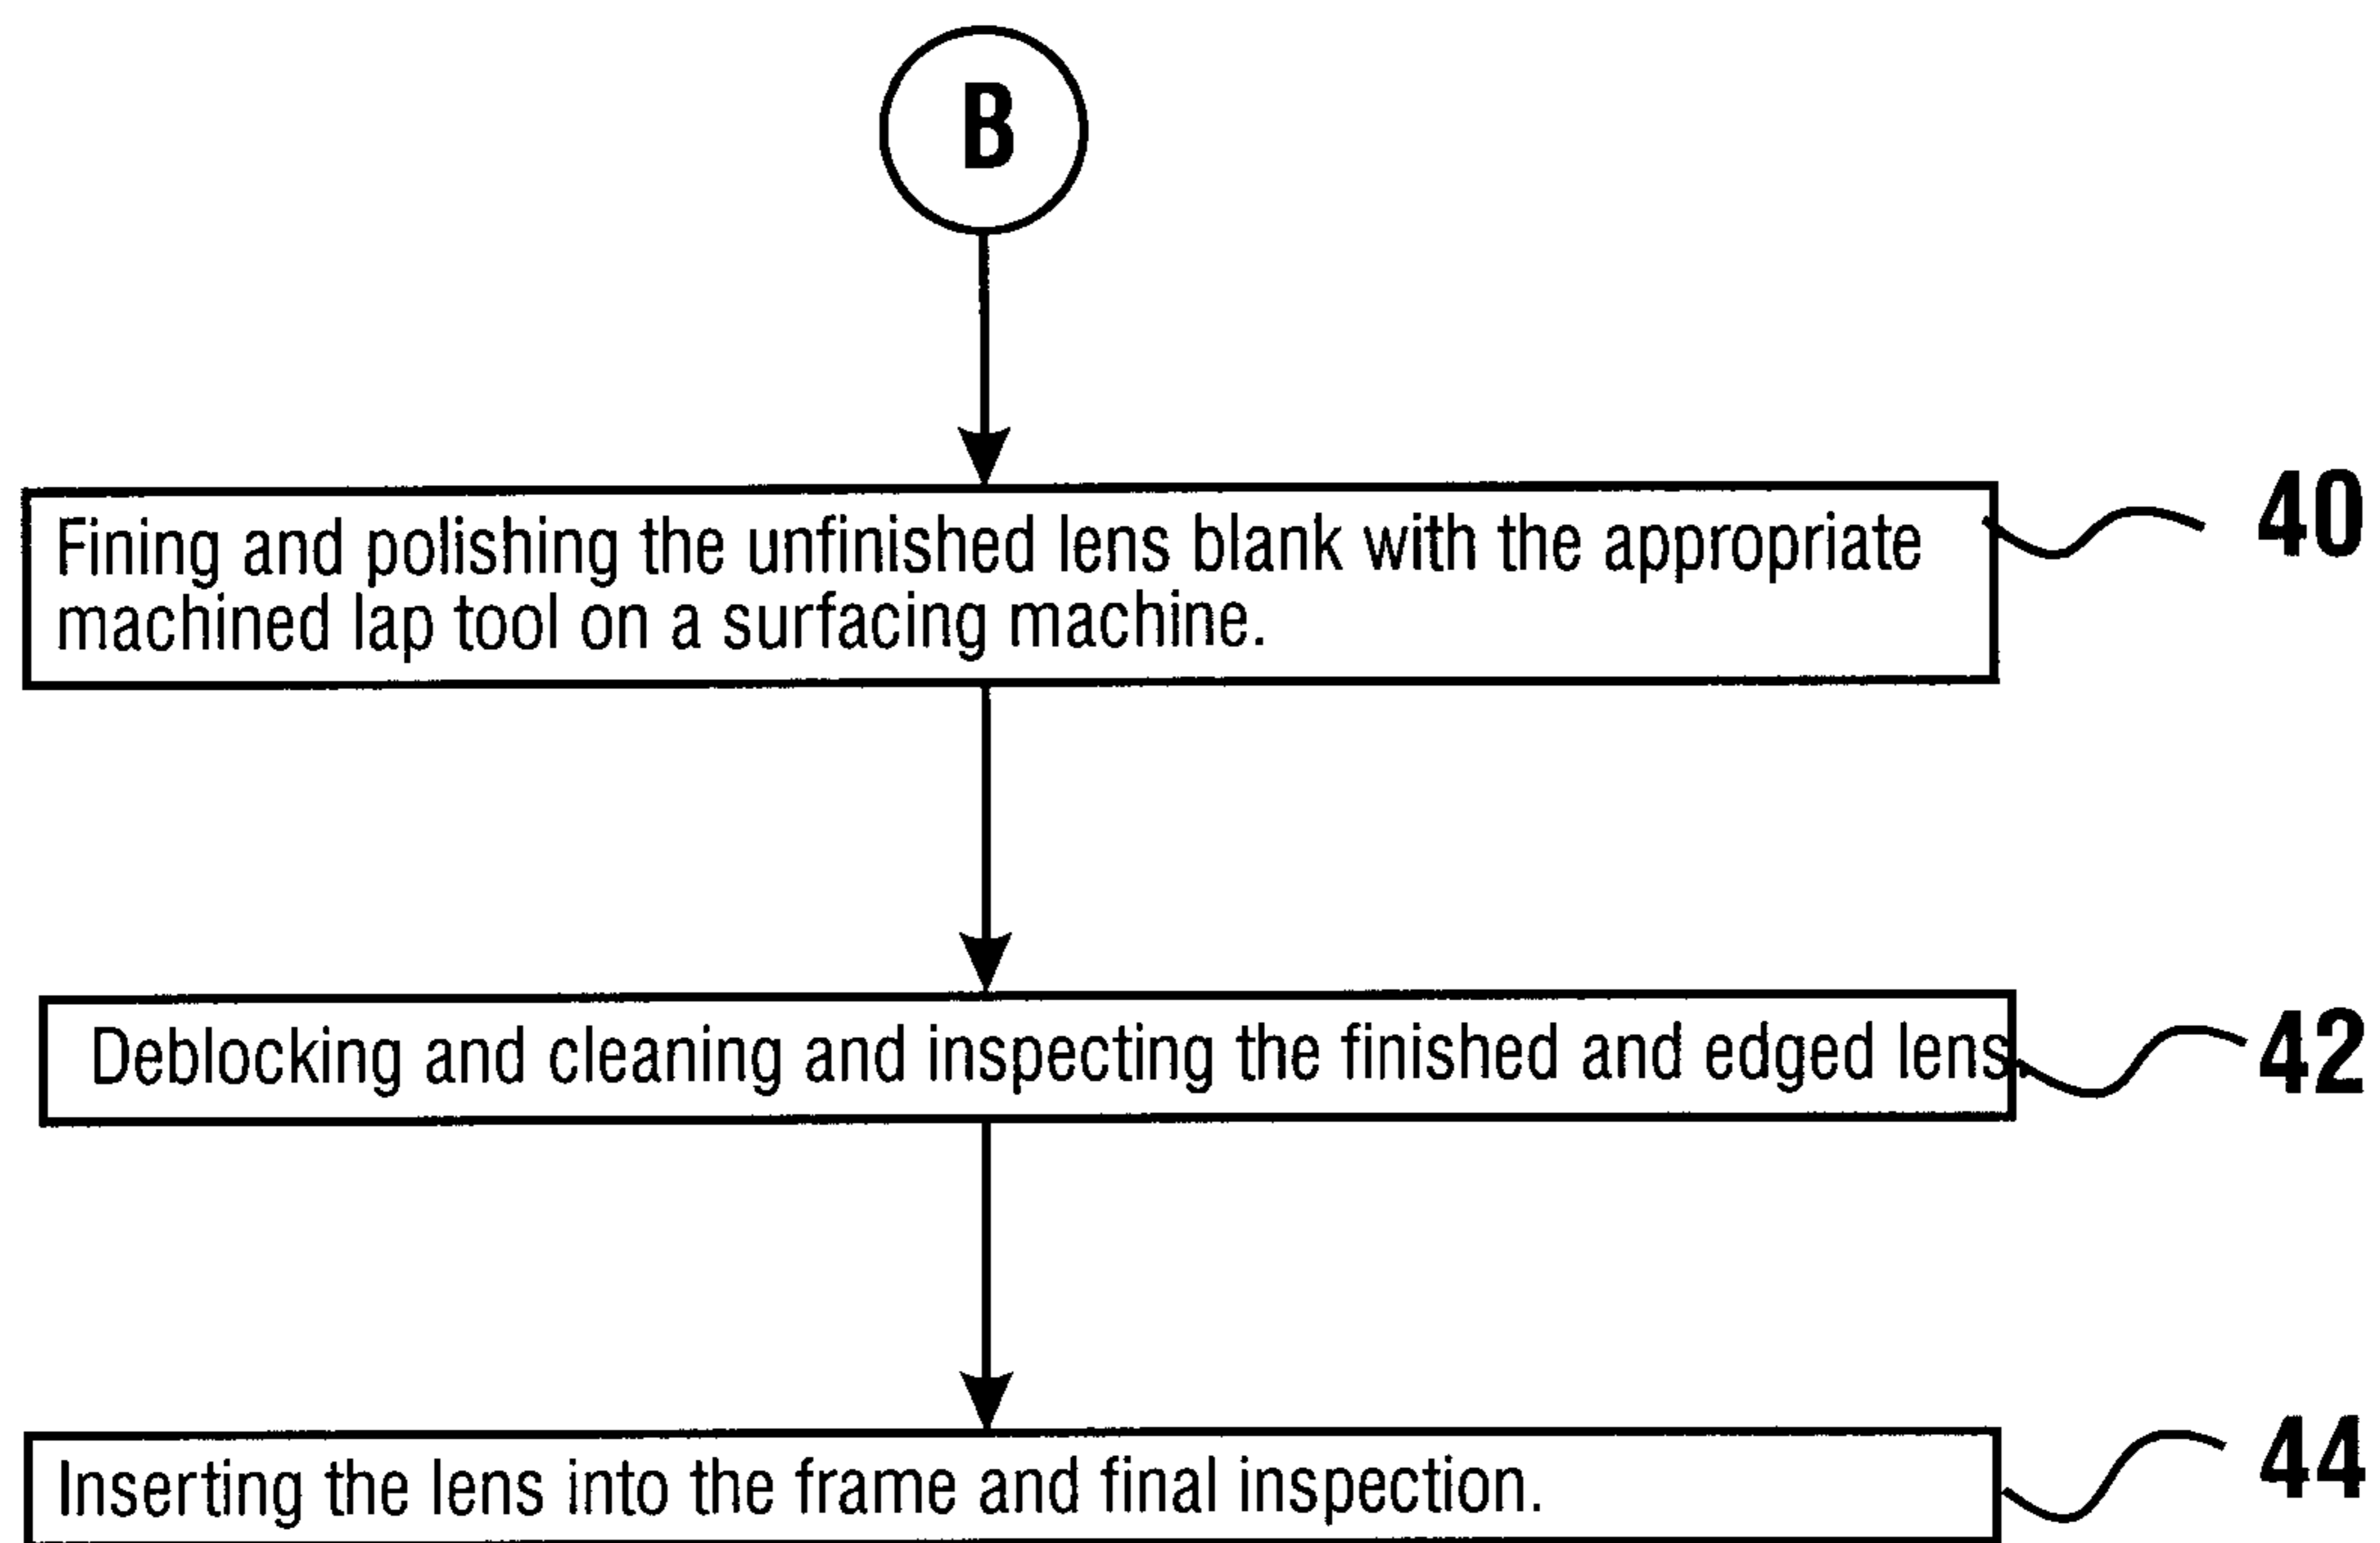 B
Fining and polishing the unfinished lens blank with the appropriate
machined lap tool on a surfacing machine.
40
Deblocking and cleaning and inspecting the finished and edged lens
42
Inserting the lens into the frame and final inspection.
44